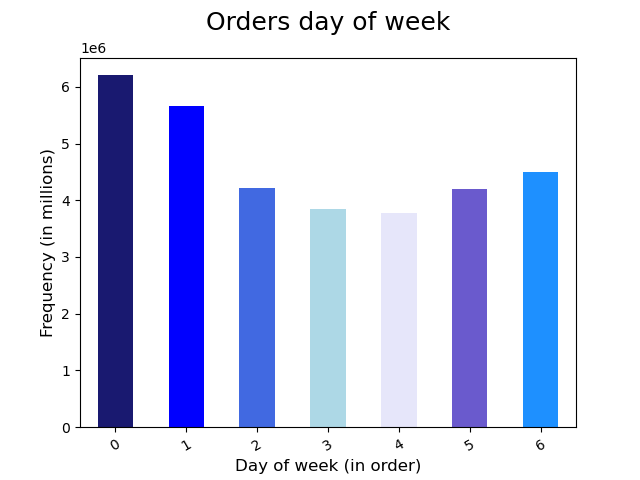 Orders day of week
1e6
6
5
4
3
2
1
0
Frequency (in millions)
0 1 2 3 4 5 6
Day of week (in order)